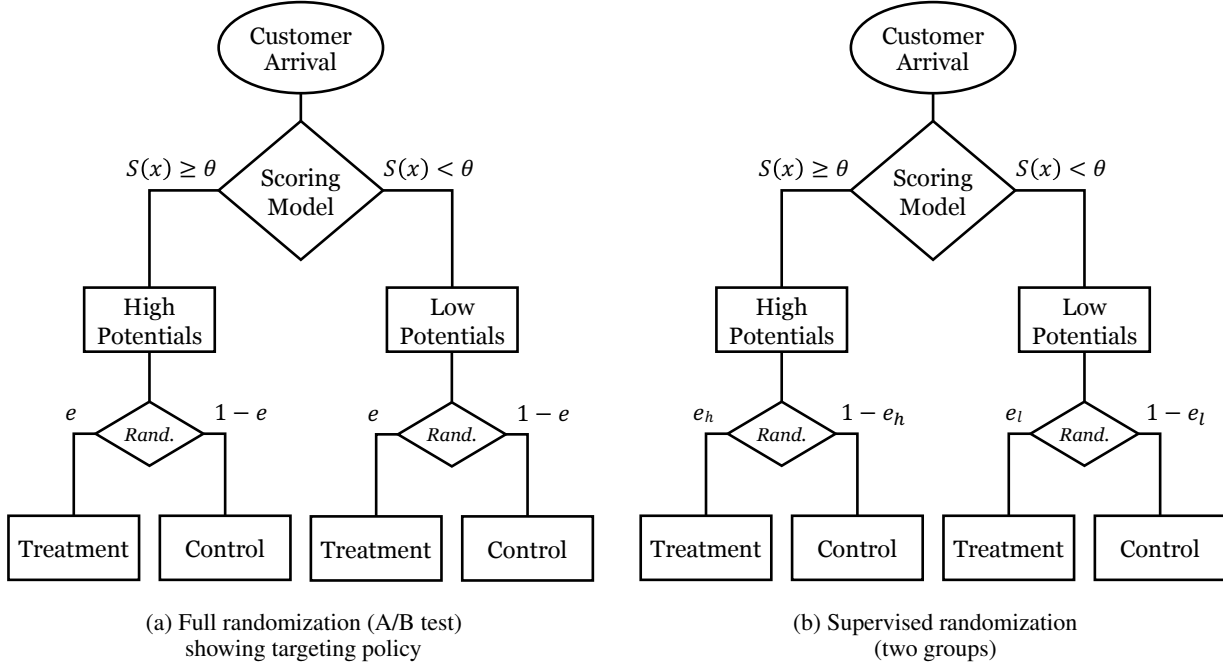 Customer
Arrival
S(x) ≥ θ
S(x) < θ
Scoring
Model
High
Potentials
Low
Potentials
e
1 − e
e
1 − e
Rand.
Rand.
Treatment
Control
Treatment
Control
(a) Full randomization (A/B test)
showing targeting policy
Customer
Arrival
S(x) ≥ θ
S(x) < θ
Scoring
Model
High
Potentials
Low
Potentials
eₕ
1 − eₕ
eₗ
1 − eₗ
Rand.
Rand.
Treatment
Control
Treatment
Control
(b) Supervised randomization
(two groups)